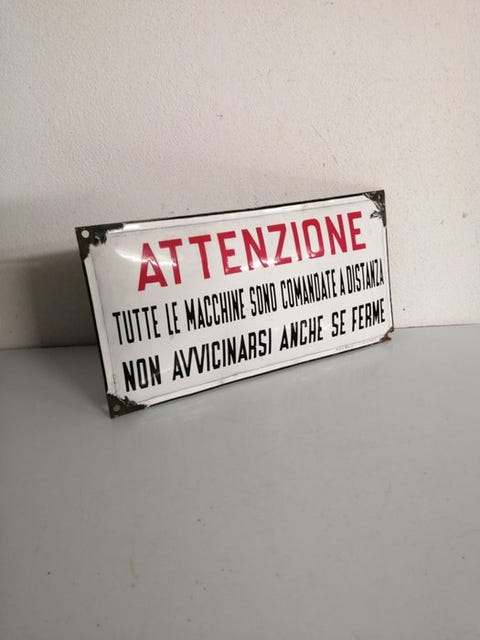 ATTENZIONE
TUTTE LE MACCHINE SONO COMANDATE A DISTANZA
NON AVVICINARSI ANCHE SE FERME